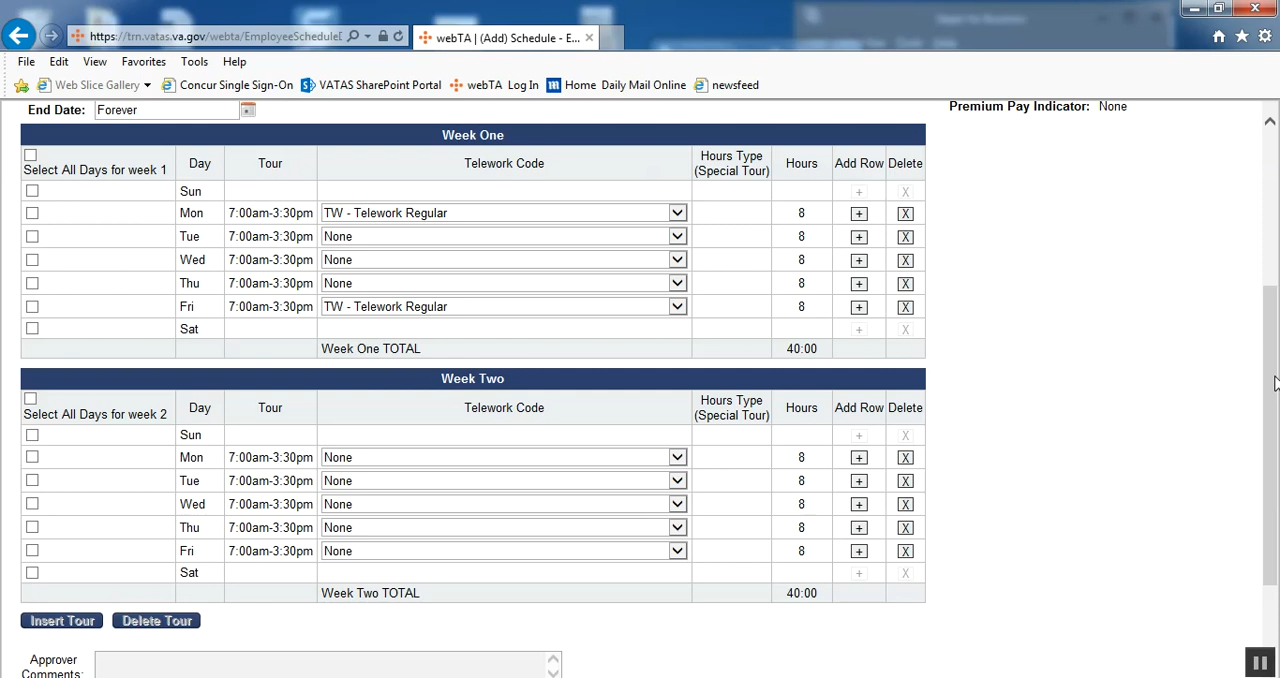 https://trn.vatas.va.gov/webta/EmployeeScheduleD
webTA | (Add) Schedule - E...
File Edit View Favorites Tools Help
Web Slice Gallery Concur Single Sign-On VATAS SharePoint Portal webTA Log In Home Daily Mail Online newsfeed
End Date: Forever Premium Pay Indicator: None
Week One
Select All Days for week 1 Day Tour Telework Code Hours Type (Special Tour) Hours Add Row Delete
Sun + X
Mon 7:00am-3:30pm TW - Telework Regular 8 + X
Tue 7:00am-3:30pm None 8 + X
Wed 7:00am-3:30pm None 8 + X
Thu 7:00am-3:30pm None 8 + X
Fri 7:00am-3:30pm TW - Telework Regular 8 + X
Sat + X
Week One TOTAL 40:00
Week Two
Select All Days for week 2 Day Tour Telework Code Hours Type (Special Tour) Hours Add Row Delete
Sun + X
Mon 7:00am-3:30pm None 8 + X
Tue 7:00am-3:30pm None 8 + X
Wed 7:00am-3:30pm None 8 + X
Thu 7:00am-3:30pm None 8 + X
Fri 7:00am-3:30pm None 8 + X
Sat + X
Week Two TOTAL 40:00
Insert Tour Delete Tour
Approver
Comments: